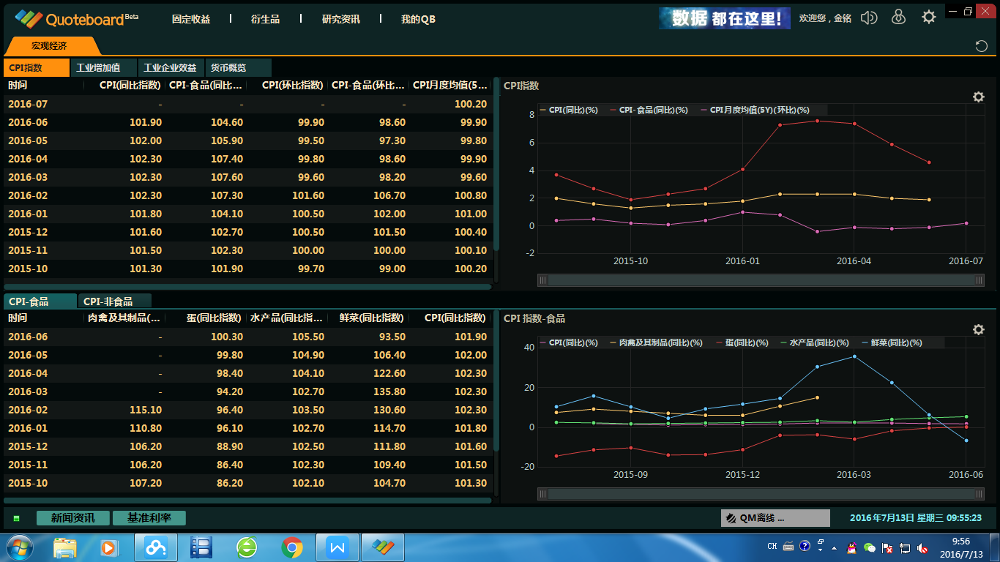 Quoteboard Beta 固定收益 衍生品 研究资讯 我的QB 数据 都在这里! 欢迎您，金铭
宏观经济
CPI指数 工业增加值 工业企业效益 货币概览
时间 CPI(同比指数) CPI-食品(同比... CPI(环比指数) CPI-食品(环比... CPI月度均值(5...
2016-07 - - - - 100.20
2016-06 101.90 104.60 99.90 98.60 99.90
2016-05 102.00 105.90 99.50 97.30 99.80
2016-04 102.30 107.40 99.80 98.60 99.90
2016-03 102.30 107.60 99.60 98.20 99.60
2016-02 102.30 107.30 101.60 106.70 100.80
2016-01 101.80 104.10 100.50 102.00 101.00
2015-12 101.60 102.70 100.50 101.50 100.40
2015-11 101.50 102.30 100.00 100.00 100.10
2015-10 101.30 101.90 99.70 99.00 100.20
CPI指数
CPI(同比)(%) CPI-食品(同比)(%) CPI月度均值(5Y)(环比)(%)
8
6
4
2
0
-2
2015-10 2016-01 2016-04 2016-07
CPI-食品 CPI-非食品
时间 肉禽及其制品(... 蛋(同比指数) 水产品(同比指... 鲜菜(同比指数) CPI(同比指数)
2016-06 - 100.30 105.50 93.50 101.90
2016-05 - 99.80 104.90 106.40 102.00
2016-04 - 98.40 104.10 122.60 102.30
2016-03 - 94.20 102.70 135.80 102.30
2016-02 115.10 96.40 103.50 130.60 102.30
2016-01 110.80 96.10 102.70 114.70 101.80
2015-12 106.20 88.90 102.50 111.80 101.60
2015-11 106.20 86.40 102.30 109.40 101.50
2015-10 107.20 86.20 102.10 104.70 101.30
CPI 指数-食品
CPI(同比)(%) 肉禽及其制品(同比)(%) 蛋(同比)(%) 水产品(同比)(%) 鲜菜(同比)(%)
40
20
0
-20
2015-09 2015-12 2016-03 2016-06
新闻资讯 基准利率 QM离线 ... 2016年7月13日 星期三 09:55:23
CH 9:56
2016/7/13